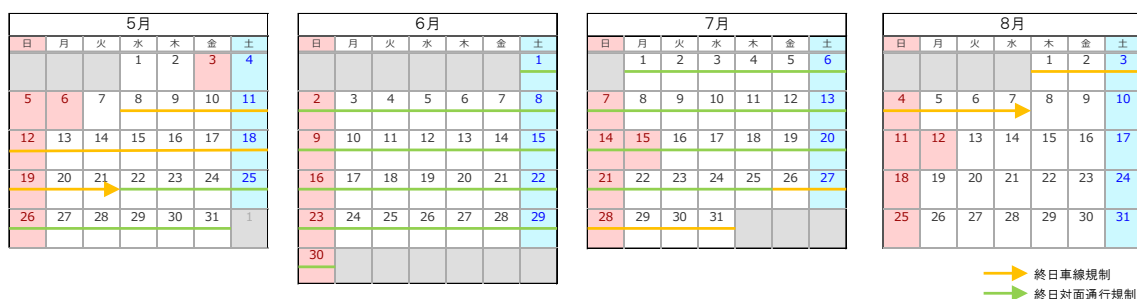 5月
日 月 火 水 木 金 土
1 2 3 4
5 6 7 8 9 10 11
12 13 14 15 16 17 18
19 20 21 22 23 24 25
26 27 28 29 30 31 1
6月
日 月 火 水 木 金 土
1
2 3 4 5 6 7 8
9 10 11 12 13 14 15
16 17 18 19 20 21 22
23 24 25 26 27 28 29
30
7月
日 月 火 水 木 金 土
1 2 3 4 5 6
7 8 9 10 11 12 13
14 15 16 17 18 19 20
21 22 23 24 25 26 27
28 29 30 31
8月
日 月 火 水 木 金 土
1 2 3
4 5 6 7 8 9 10
11 12 13 14 15 16 17
18 19 20 21 22 23 24
25 26 27 28 29 30 31
終日車線規制
終日対面通行規制